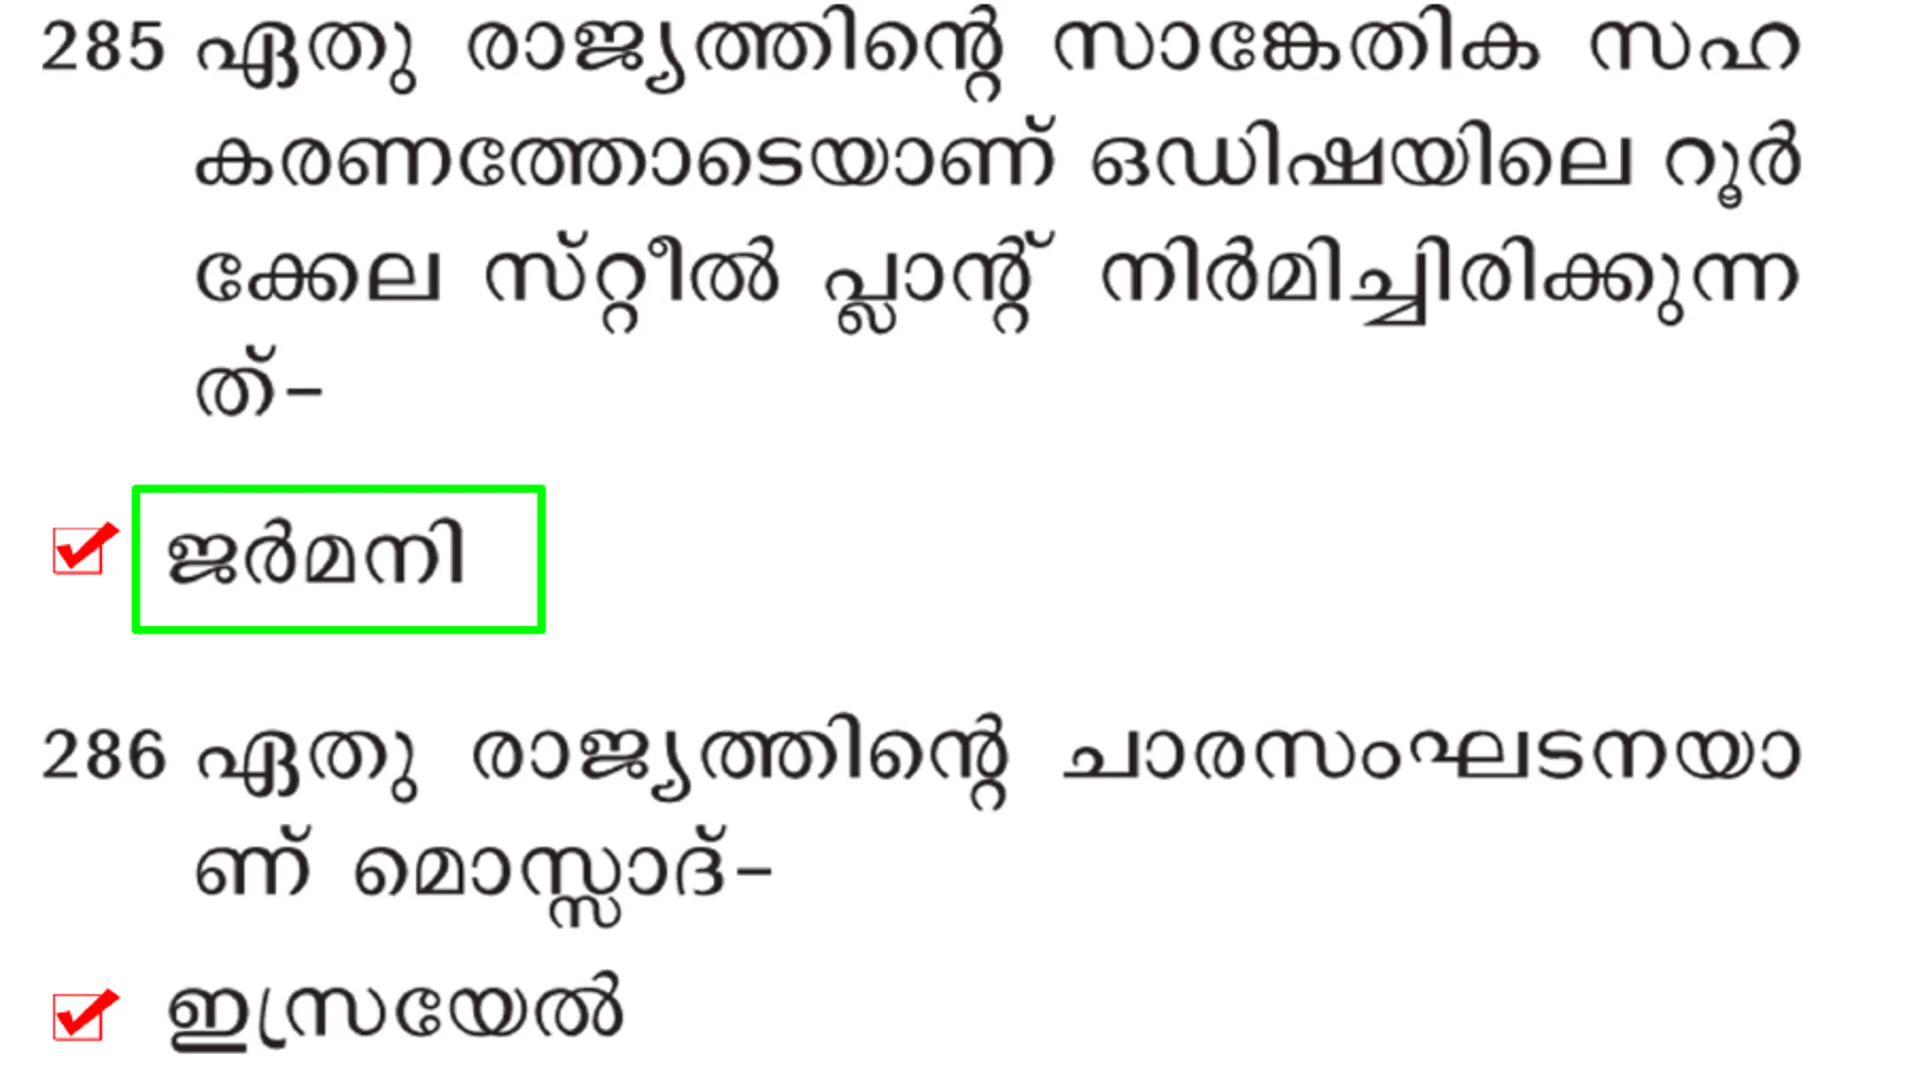 285 ഏതു രാജ്യത്തിന്റെ സാങ്കേതിക സഹ
കരണത്തോടെയാണ് ഒഡിഷയിലെ റൂർ
ക്കേല സ്റ്റീൽ പ്ലാന്റ് നിർമിച്ചിരിക്കുന്ന
ത്-
ജർമനി
286 ഏതു രാജ്യത്തിന്റെ ചാരസംഘടനയാ
ണ് മൊസ്സാദ്-
ഇസ്രയേൽ